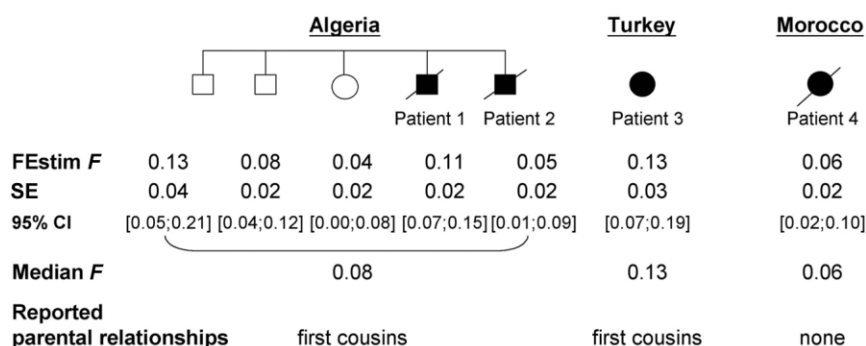 Algeria Turkey Morocco
Patient 1 Patient 2 Patient 3 Patient 4
FEstim F 0.13 0.08 0.04 0.11 0.05 0.13 0.06
SE 0.04 0.02 0.02 0.02 0.02 0.03 0.02
95% CI [0.05;0.21] [0.04;0.12] [0.00;0.08] [0.07;0.15] [0.01;0.09] [0.07;0.19] [0.02;0.10]
Median F 0.08 0.13 0.06
Reported
parental relationships first cousins first cousins none